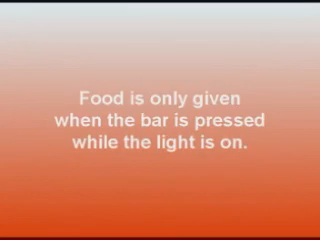 Food is only given
when the bar is pressed
while the light is on.